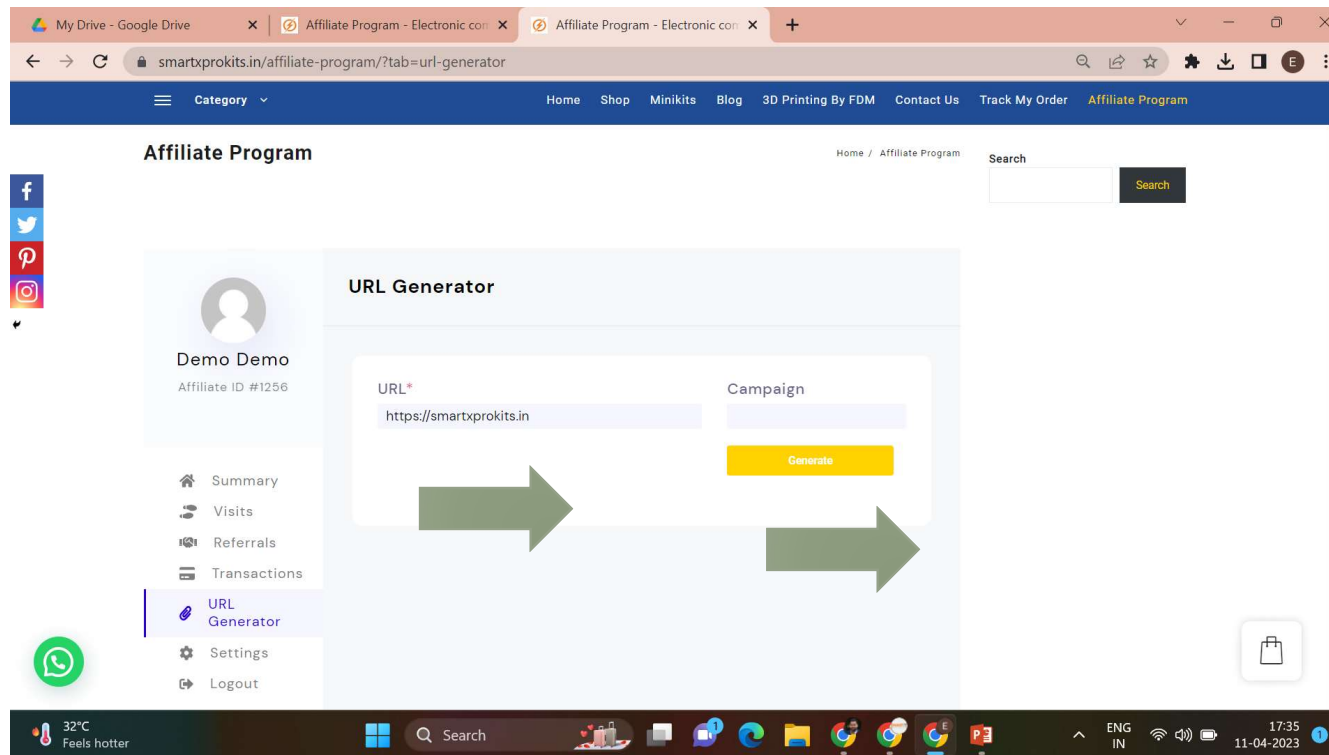 My Drive - Google Drive
Affiliate Program - Electronic com
Affiliate Program - Electronic com
smartxprokits.in/affiliate-program/?tab=url-generator
E
Category
Home Shop Minikits Blog 3D Printing By FDM Contact Us Track My Order Affiliate Program
Affiliate Program
Home / Affiliate Program
Search
Search
URL Generator
Demo Demo
Affiliate ID #1256
URL*
Campaign
https://smartxprokits.in
Generate
Summary
Visits
Referrals
Transactions
URL
Generator
Settings
Logout
32°C
Feels hotter
Search
1
ENG
IN
17:35
11-04-2023
1